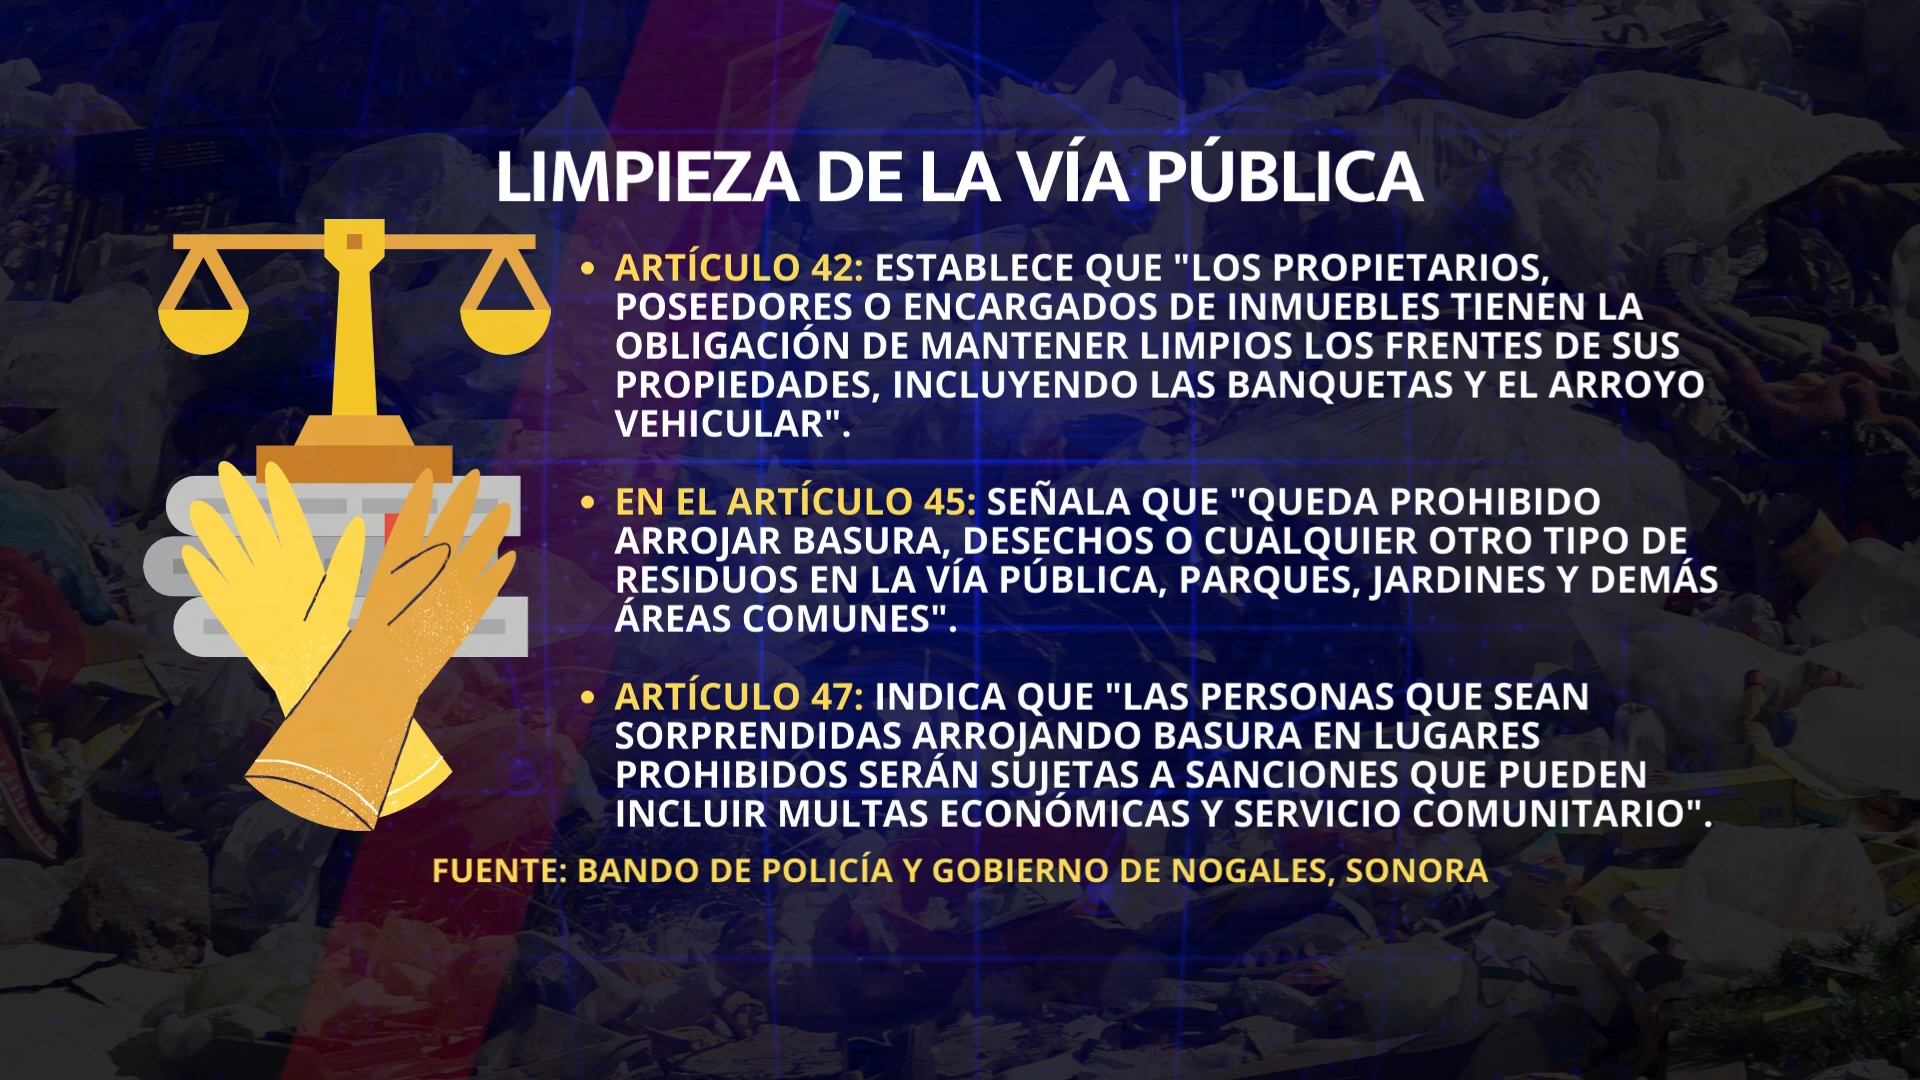 LIMPIEZA DE LA VÍA PÚBLICA
• ARTÍCULO 42: ESTABLECE QUE "LOS PROPIETARIOS,
POSEEDORES O ENCARGADOS DE INMUEBLES TIENEN LA
OBLIGACIÓN DE MANTENER LIMPIOS LOS FRENTES DE SUS
PROPIEDADES, INCLUYENDO LAS BANQUETAS Y EL ARROYO
VEHICULAR".
• EN EL ARTÍCULO 45: SEÑALA QUE "QUEDA PROHIBIDO
ARROJAR BASURA, DESECHOS O CUALQUIER OTRO TIPO DE
RESIDUOS EN LA VÍA PÚBLICA, PARQUES, JARDINES Y DEMÁS
ÁREAS COMUNES".
• ARTÍCULO 47: INDICA QUE "LAS PERSONAS QUE SEAN
SORPRENDIDAS ARROJANDO BASURA EN LUGARES
PROHIBIDOS SERÁN SUJETAS A SANCIONES QUE PUEDEN
INCLUIR MULTAS ECONÓMICAS Y SERVICIO COMUNITARIO".
FUENTE: BANDO DE POLICÍA Y GOBIERNO DE NOGALES, SONORA